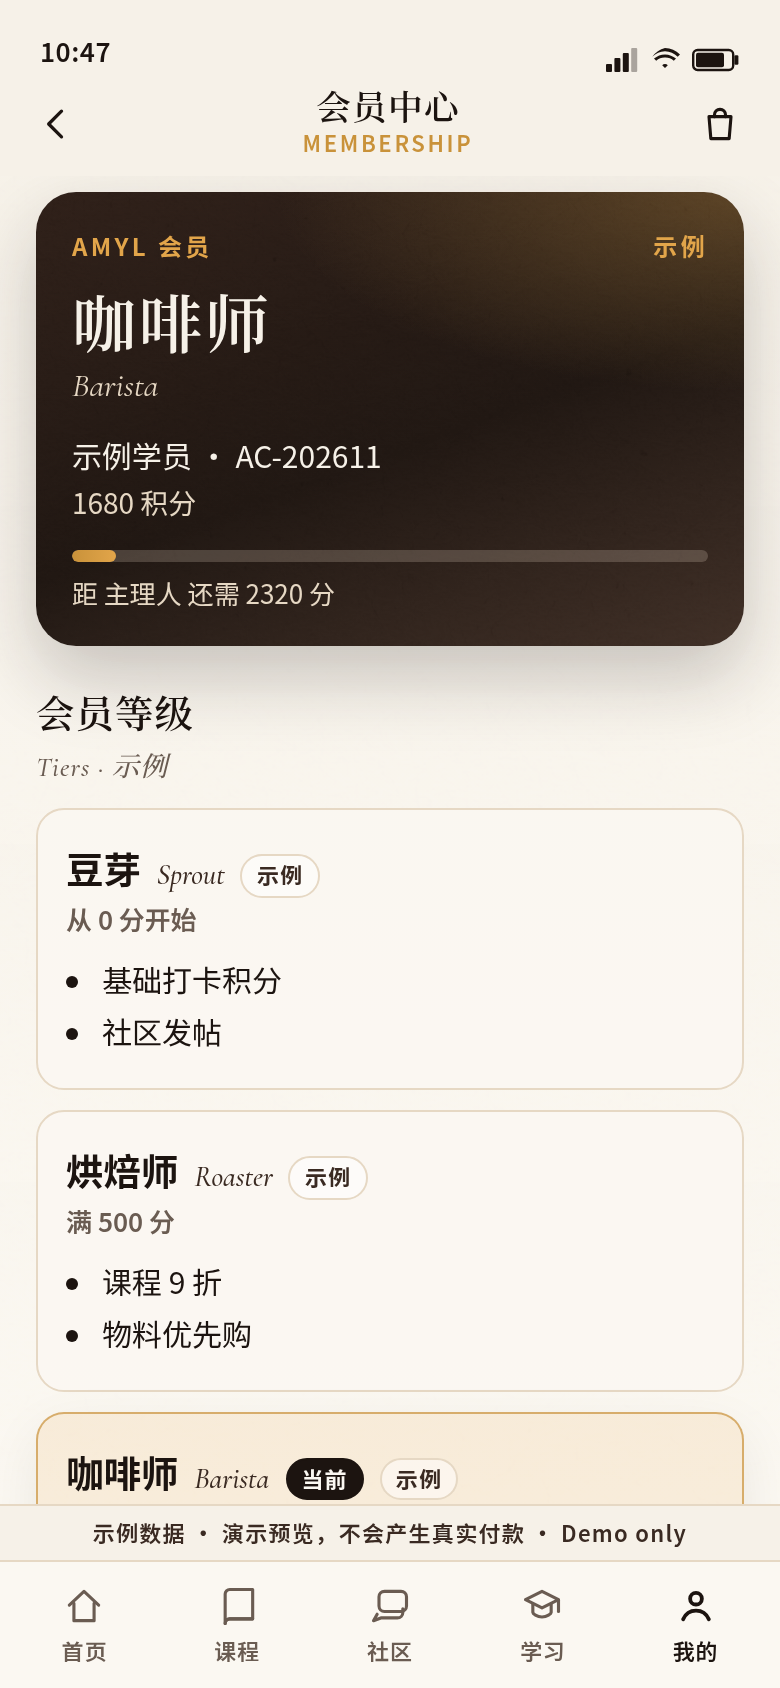 10:47
会员中心
MEMBERSHIP
AMYL 会员 示例
咖啡师
Barista
示例学员 · AC-202611
1680 积分
距 主理人 还需 2320 分
会员等级
Tiers · 示例
豆芽 Sprout 示例
从 0 分开始
• 基础打卡积分
• 社区发帖
烘焙师 Roaster 示例
满 500 分
• 课程 9 折
• 物料优先购
咖啡师 Barista 当前 示例
示例数据 · 演示预览，不会产生真实付款 · Demo only
首页 课程 社区 学习 我的